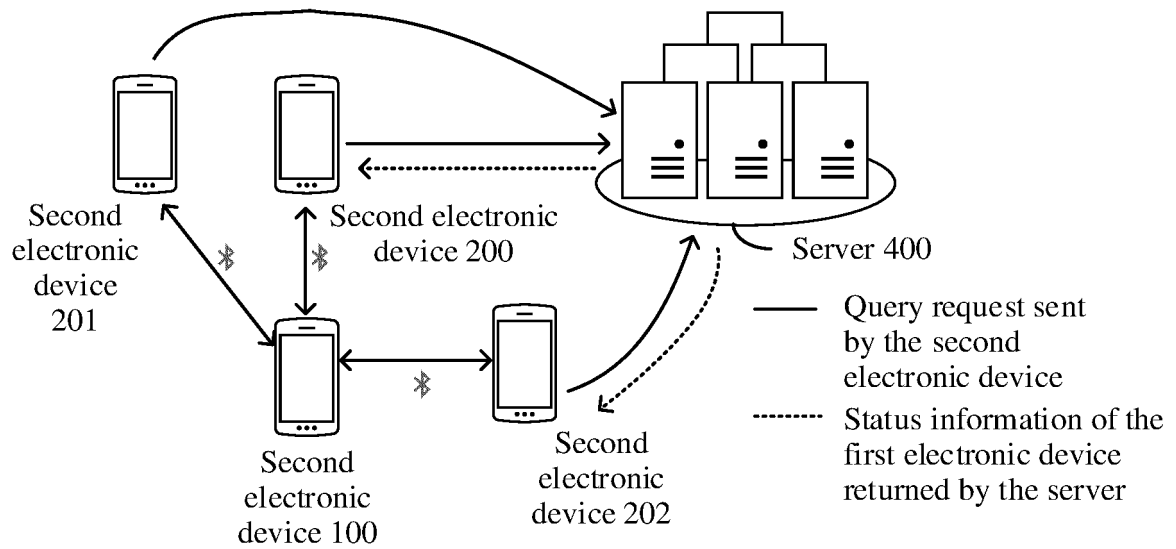 Second
electronic
device
201
Second electronic
device 200
Server 400
Second
electronic
device 100
Second
electronic
device 202
Query request sent
by the second
electronic device
Status information of the
first electronic device
returned by the server